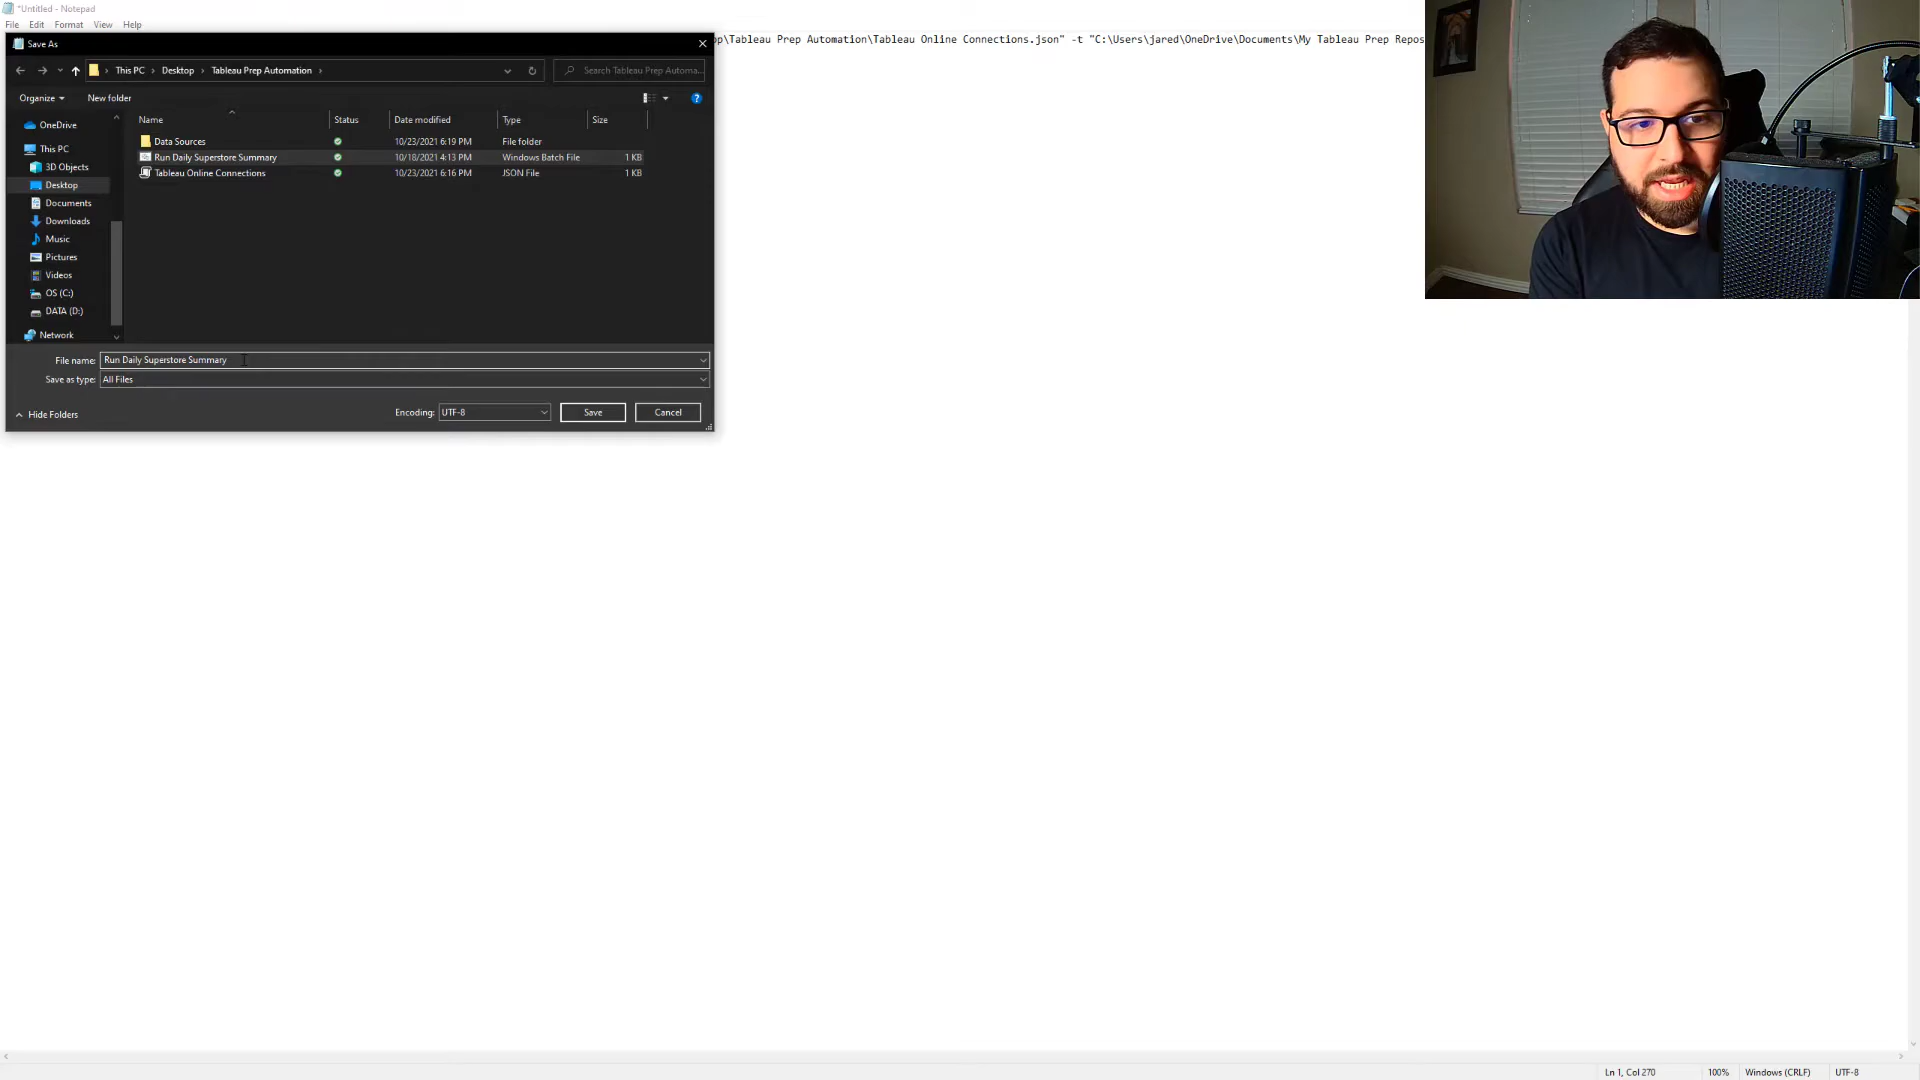 *Untitled - Notepad
File Edit Format View Help
Save As
op\Tableau Prep Automation\Tableau Online Connections.json" -t "C:\Users\jared\OneDrive\Documents\My Tableau Prep Repos
This PC › Desktop › Tableau Prep Automation ›
Search Tableau Prep Automa...
Organize New folder
Name Status Date modified Type Size
Data Sources 10/23/2021 6:19 PM File folder
Run Daily Superstore Summary 10/18/2021 4:13 PM Windows Batch File 1 KB
Tableau Online Connections 10/23/2021 6:16 PM JSON File 1 KB
OneDrive
This PC
3D Objects
Desktop
Documents
Downloads
Music
Pictures
Videos
OS (C:)
DATA (D:)
Network
File name: Run Daily Superstore Summary
Save as type: All Files
Hide Folders
Encoding: UTF-8 Save Cancel
Ln 1, Col 270 100% Windows (CRLF) UTF-8